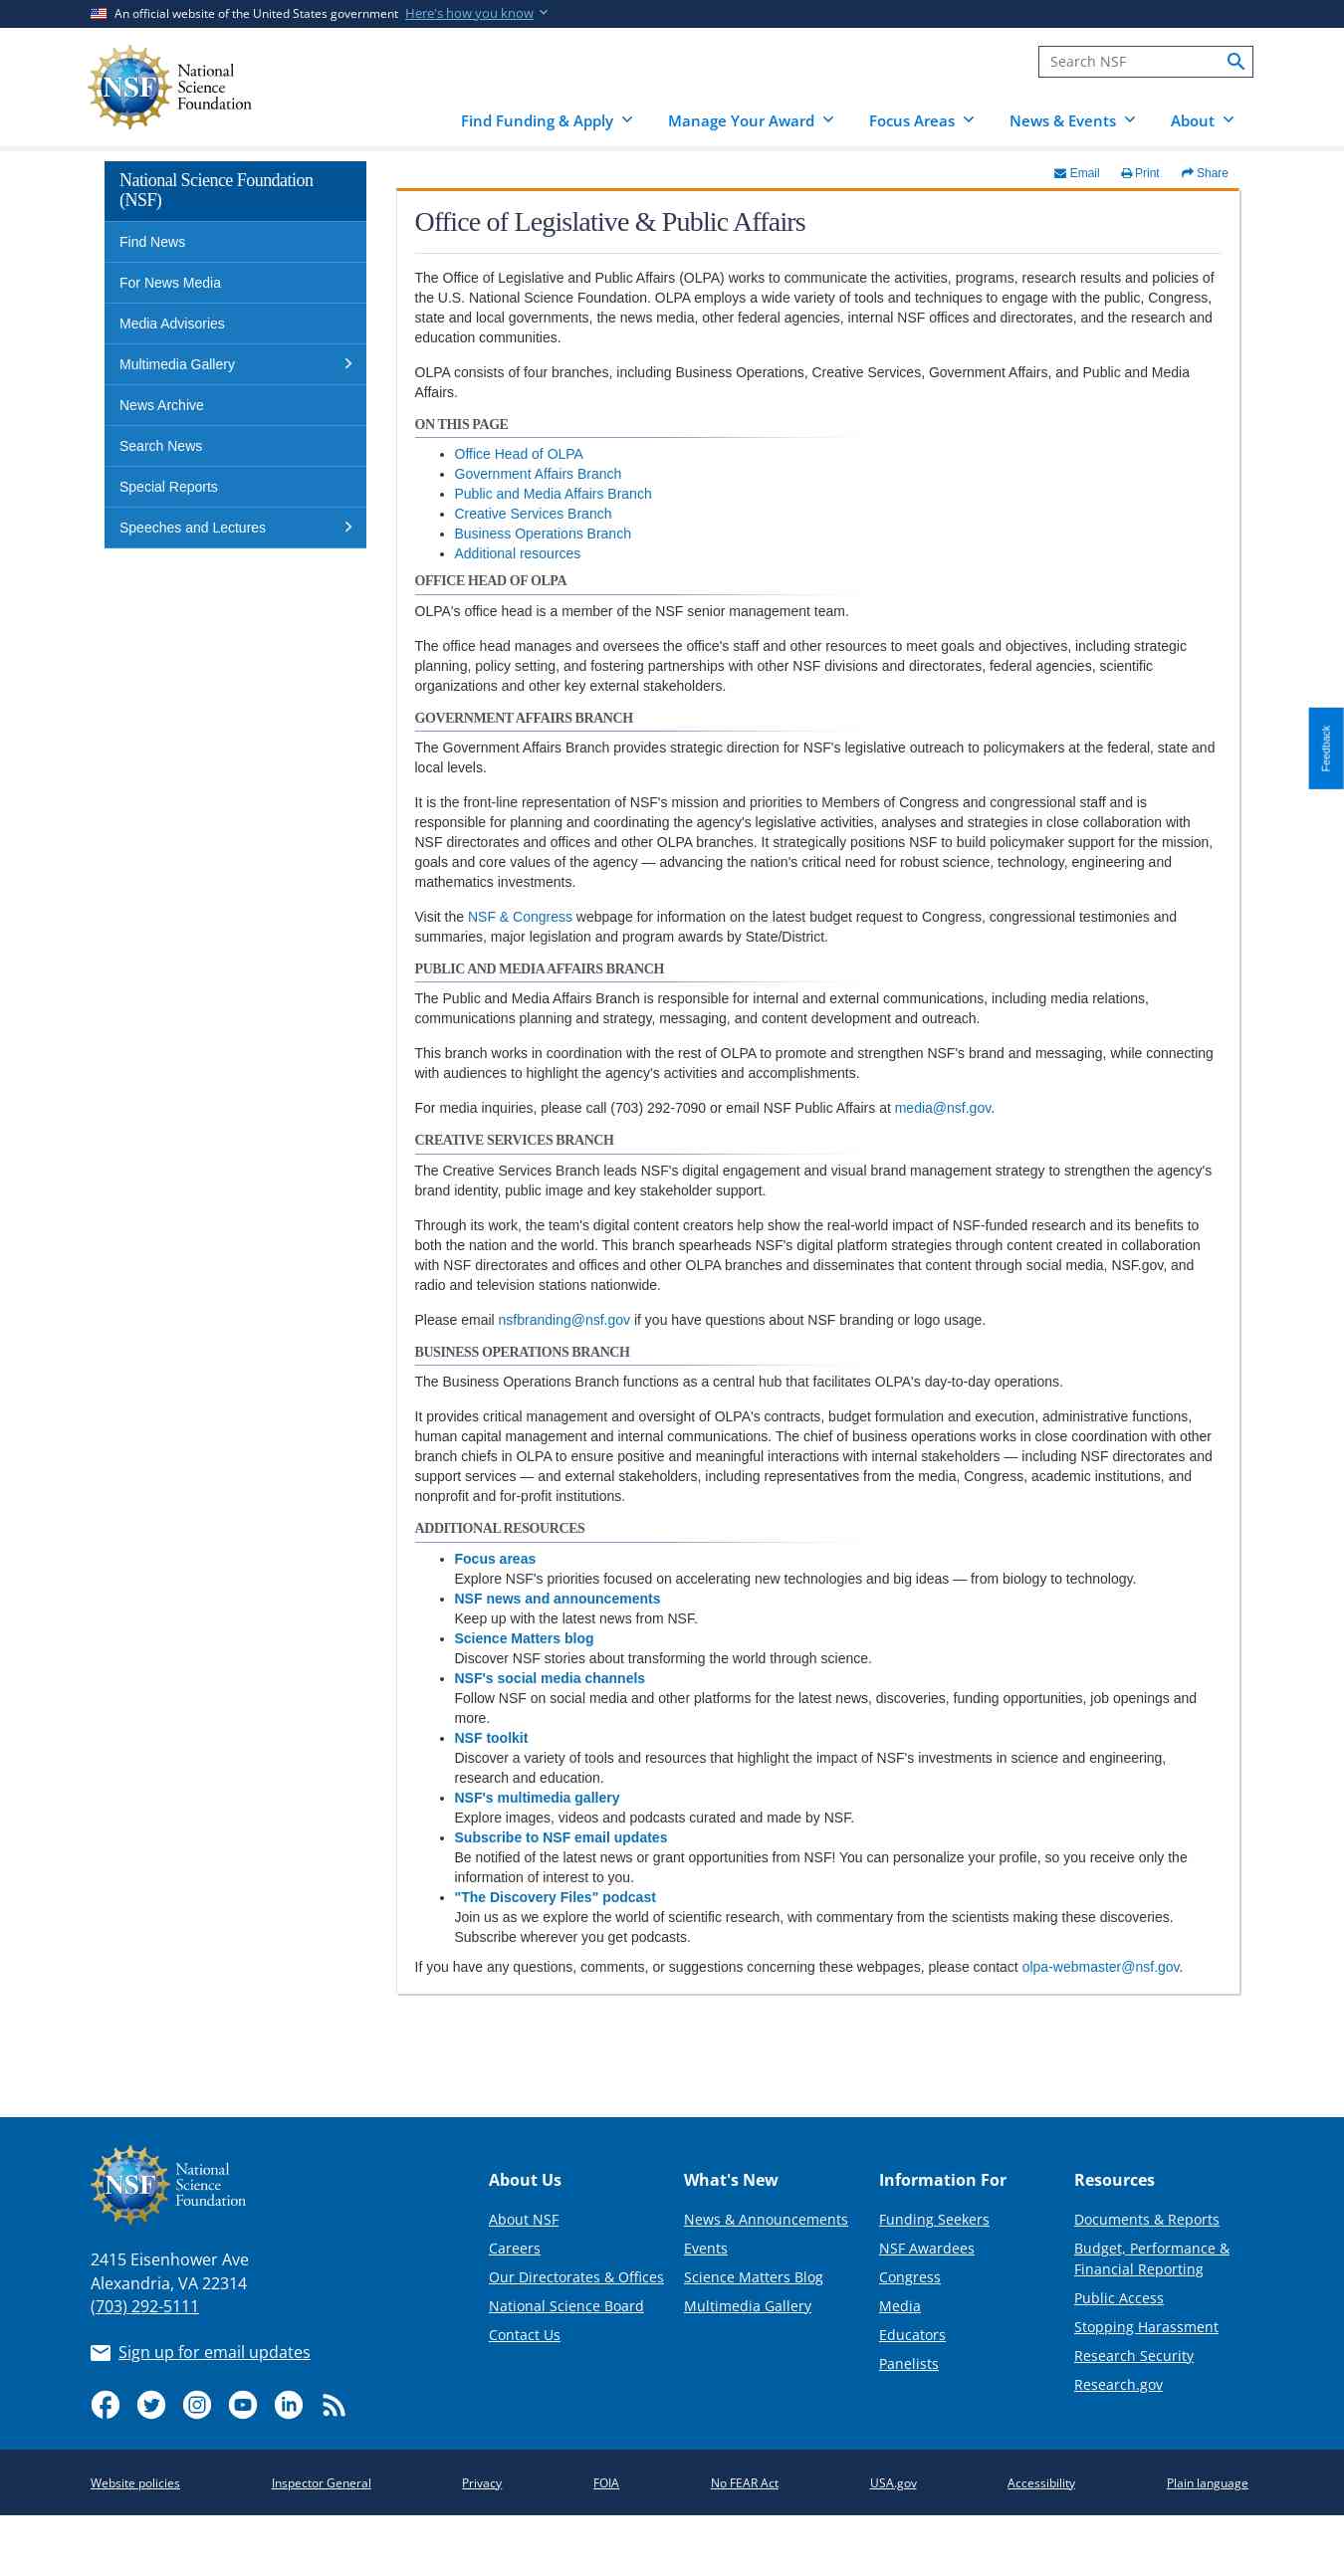 An official website of the United States government Here's how you know
NSF
National
Science
Foundation
Search NSF
Find Funding & Apply Manage Your Award Focus Areas News & Events About
National Science Foundation
(NSF)
Find News
For News Media
Media Advisories
Multimedia Gallery
News Archive
Search News
Special Reports
Speeches and Lectures
Email Print Share
Office of Legislative & Public Affairs
The Office of Legislative and Public Affairs (OLPA) works to communicate the activities, programs, research results and policies of
the U.S. National Science Foundation. OLPA employs a wide variety of tools and techniques to engage with the public, Congress,
state and local governments, the news media, other federal agencies, internal NSF offices and directorates, and the research and
education communities.
OLPA consists of four branches, including Business Operations, Creative Services, Government Affairs, and Public and Media
Affairs.
ON THIS PAGE
• Office Head of OLPA
• Government Affairs Branch
• Public and Media Affairs Branch
• Creative Services Branch
• Business Operations Branch
• Additional resources
OFFICE HEAD OF OLPA
OLPA's office head is a member of the NSF senior management team.
The office head manages and oversees the office's staff and other resources to meet goals and objectives, including strategic
planning, policy setting, and fostering partnerships with other NSF divisions and directorates, federal agencies, scientific
organizations and other key external stakeholders.
GOVERNMENT AFFAIRS BRANCH
The Government Affairs Branch provides strategic direction for NSF's legislative outreach to policymakers at the federal, state and
local levels.
It is the front-line representation of NSF's mission and priorities to Members of Congress and congressional staff and is
responsible for planning and coordinating the agency's legislative activities, analyses and strategies in close collaboration with
NSF directorates and offices and other OLPA branches. It strategically positions NSF to build policymaker support for the mission,
goals and core values of the agency — advancing the nation's critical need for robust science, technology, engineering and
mathematics investments.
Visit the NSF & Congress webpage for information on the latest budget request to Congress, congressional testimonies and
summaries, major legislation and program awards by State/District.
PUBLIC AND MEDIA AFFAIRS BRANCH
The Public and Media Affairs Branch is responsible for internal and external communications, including media relations,
communications planning and strategy, messaging, and content development and outreach.
This branch works in coordination with the rest of OLPA to promote and strengthen NSF's brand and messaging, while connecting
with audiences to highlight the agency's activities and accomplishments.
For media inquiries, please call (703) 292-7090 or email NSF Public Affairs at media@nsf.gov.
CREATIVE SERVICES BRANCH
The Creative Services Branch leads NSF's digital engagement and visual brand management strategy to strengthen the agency's
brand identity, public image and key stakeholder support.
Through its work, the team's digital content creators help show the real-world impact of NSF-funded research and its benefits to
both the nation and the world. This branch spearheads NSF's digital platform strategies through content created in collaboration
with NSF directorates and offices and other OLPA branches and disseminates that content through social media, NSF.gov, and
radio and television stations nationwide.
Please email nsfbranding@nsf.gov if you have questions about NSF branding or logo usage.
BUSINESS OPERATIONS BRANCH
The Business Operations Branch functions as a central hub that facilitates OLPA's day-to-day operations.
It provides critical management and oversight of OLPA's contracts, budget formulation and execution, administrative functions,
human capital management and internal communications. The chief of business operations works in close coordination with other
branch chiefs in OLPA to ensure positive and meaningful interactions with internal stakeholders — including NSF directorates and
support services — and external stakeholders, including representatives from the media, Congress, academic institutions, and
nonprofit and for-profit institutions.
ADDITIONAL RESOURCES
• Focus areas
Explore NSF's priorities focused on accelerating new technologies and big ideas — from biology to technology.
• NSF news and announcements
Keep up with the latest news from NSF.
• Science Matters blog
Discover NSF stories about transforming the world through science.
• NSF's social media channels
Follow NSF on social media and other platforms for the latest news, discoveries, funding opportunities, job openings and
more.
• NSF toolkit
Discover a variety of tools and resources that highlight the impact of NSF's investments in science and engineering,
research and education.
• NSF's multimedia gallery
Explore images, videos and podcasts curated and made by NSF.
• Subscribe to NSF email updates
Be notified of the latest news or grant opportunities from NSF! You can personalize your profile, so you receive only the
information of interest to you.
• "The Discovery Files" podcast
Join us as we explore the world of scientific research, with commentary from the scientists making these discoveries.
Subscribe wherever you get podcasts.
If you have any questions, comments, or suggestions concerning these webpages, please contact olpa-webmaster@nsf.gov.
Feedback
NSF
National
Science
Foundation
2415 Eisenhower Ave
Alexandria, VA 22314
(703) 292-5111
Sign up for email updates
About Us
About NSF
Careers
Our Directorates & Offices
National Science Board
Contact Us
What's New
News & Announcements
Events
Science Matters Blog
Multimedia Gallery
Information For
Funding Seekers
NSF Awardees
Congress
Media
Educators
Panelists
Resources
Documents & Reports
Budget, Performance &
Financial Reporting
Public Access
Stopping Harassment
Research Security
Research.gov
Website policies Inspector General Privacy FOIA No FEAR Act USA.gov Accessibility Plain language